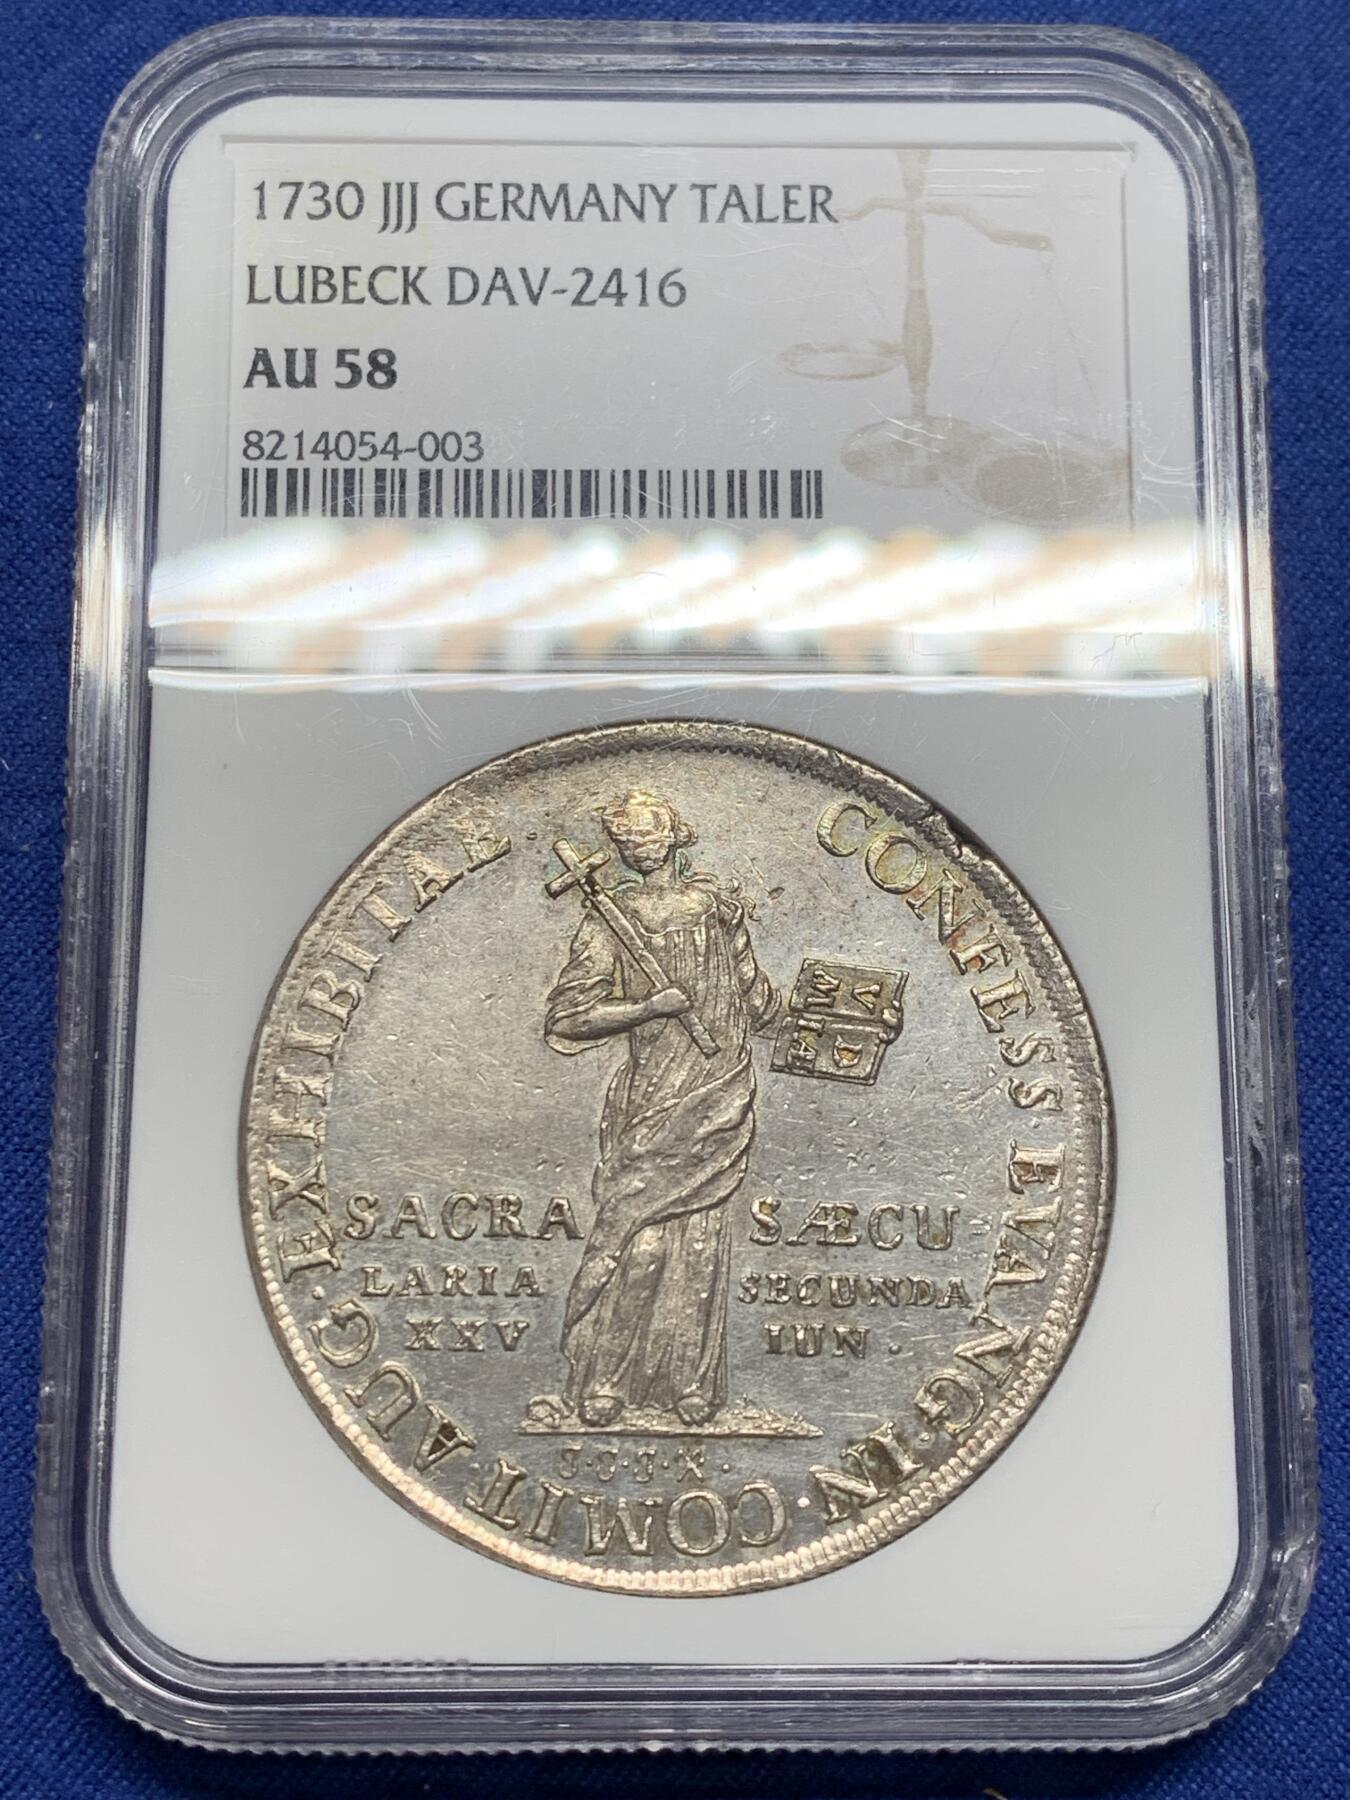 1730 JJJ GERMANY TALER
LUBECK DAV-2416
AU 58
8214054-003
CONFESS·EVANG·IN·COMIT·AUG·EXHIBITAE·
V D
M I Æ
SACRA SÆCU-
LARIA SECUNDA
XXV IUN.
J·J·J·